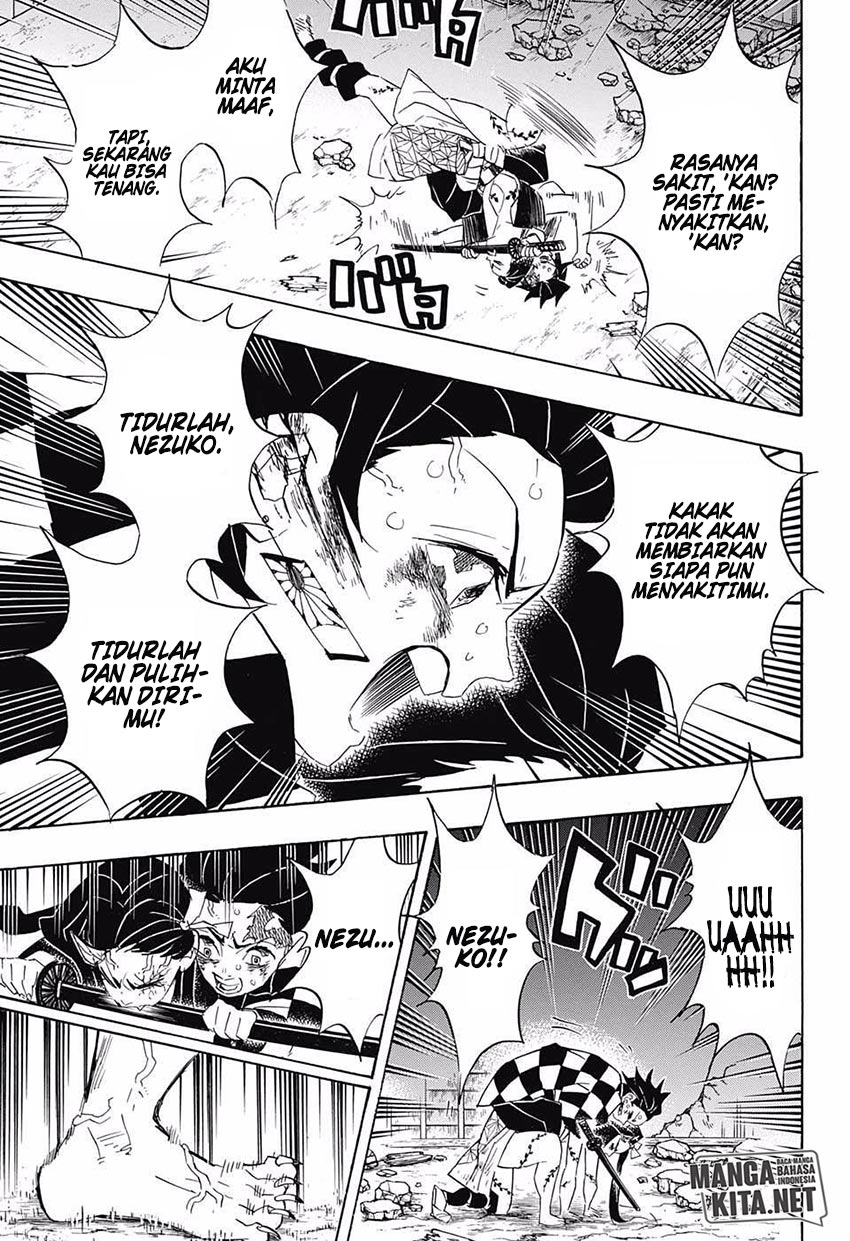 RASANYA
SAKIT, 'KAN?
PASTI ME-
NYAKITKAN,
'KAN?
AKU
MINTA
MAAF,
TAPI,
SEKARANG
KAU BISA
TENANG.
KAKAK
TIDAK AKAN
MEMBIARKAN
SIAPA PUN
MENYAKITIMU.
TIDURLAH,
NEZUKO.
TIDURLAH
DAN PULIH-
KAN DIRI-
MU!
UUU
UAAHH
HH!!
NEZU-
KO!!
NEZU...
MANGA
KITA.NET
BACA MANGA
BAHASA
INDONESIA